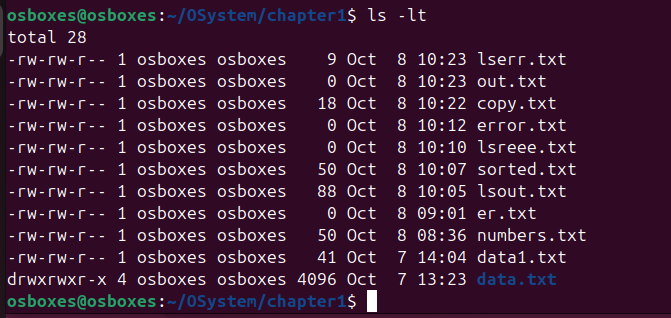 osboxes@osboxes:~/OSystem/chapter1$ ls -lt
total 28
-rw-rw-r-- 1 osboxes osboxes    9 Oct  8 10:23 lserr.txt
-rw-rw-r-- 1 osboxes osboxes    0 Oct  8 10:23 out.txt
-rw-rw-r-- 1 osboxes osboxes   18 Oct  8 10:22 copy.txt
-rw-rw-r-- 1 osboxes osboxes    0 Oct  8 10:12 error.txt
-rw-rw-r-- 1 osboxes osboxes    0 Oct  8 10:10 lsreee.txt
-rw-rw-r-- 1 osboxes osboxes   50 Oct  8 10:07 sorted.txt
-rw-rw-r-- 1 osboxes osboxes   88 Oct  8 10:05 lsout.txt
-rw-rw-r-- 1 osboxes osboxes    0 Oct  8 09:01 er.txt
-rw-rw-r-- 1 osboxes osboxes   50 Oct  8 08:36 numbers.txt
-rw-rw-r-- 1 osboxes osboxes   41 Oct  7 14:04 data1.txt
drwxrwxr-x 4 osboxes osboxes 4096 Oct  7 13:23 data.txt
osboxes@osboxes:~/OSystem/chapter1$